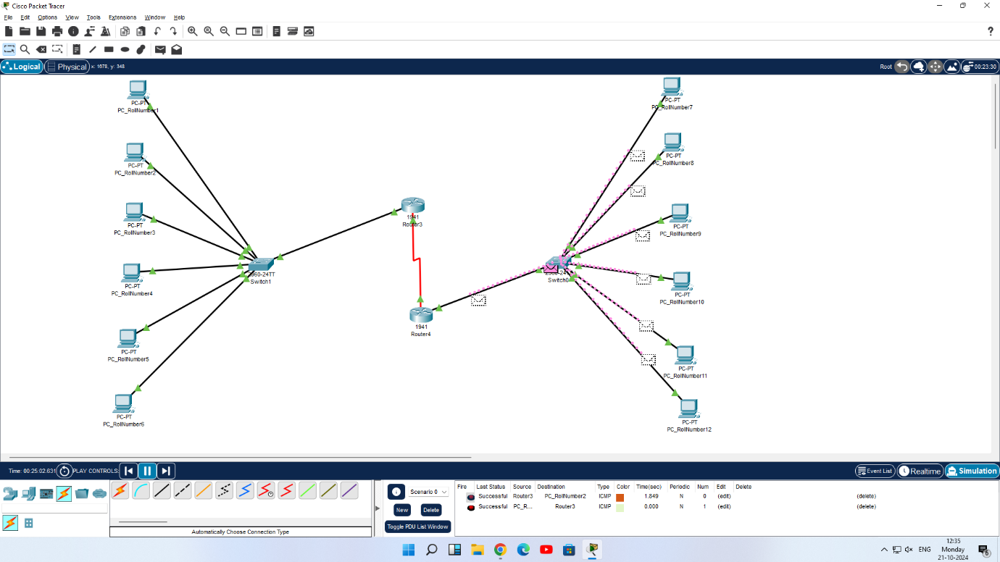 Cisco Packet Tracer
File Edit Options View Tools Extensions Window Help
Logical Physical x: 1678, y: 348 Root 00:23:30
PC-PT
PC_RollNumber1
PC-PT
PC_RollNumber2
PC-PT
PC_RollNumber3
PC-PT
PC_RollNumber4
PC-PT
PC_RollNumber5
PC-PT
PC_RollNumber6
2960-24TT
Switch1
1941
Router3
1941
Router4
2960-24
Switch0
PC-PT
PC_RollNumber7
PC-PT
PC_RollNumber8
PC-PT
PC_RollNumber9
PC-PT
PC_RollNumber10
PC-PT
PC_RollNumber11
PC-PT
PC_RollNumber12
Time: 00:25:02.631 PLAY CONTROLS: Event List Realtime Simulation
Scenario 0
New Delete
Toggle PDU List Window
Fire Last Status Source Destination Type Color Time(sec) Periodic Num Edit Delete
Successful Router3 PC_RollNumber2 ICMP 1.849 N 0 (edit) (delete)
Successful PC_R... Router3 ICMP 0.000 N 1 (edit) (delete)
Automatically Choose Connection Type
ENG
12:35
Monday
21-10-2024
6